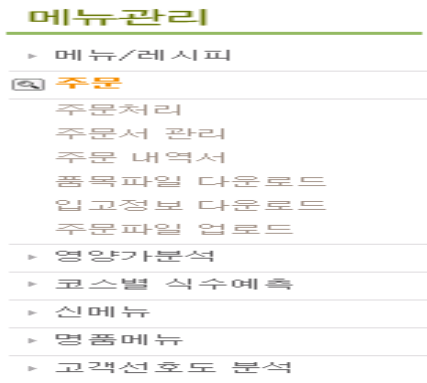 메뉴관리
메뉴/레시피
주문
주문처리
주문서 관리
주문 내역서
품목파일 다운로드
입고정보 다운로드
주문파일 업로드
영양가분석
코스별 식수예측
신메뉴
명품메뉴
고객선호도 분석